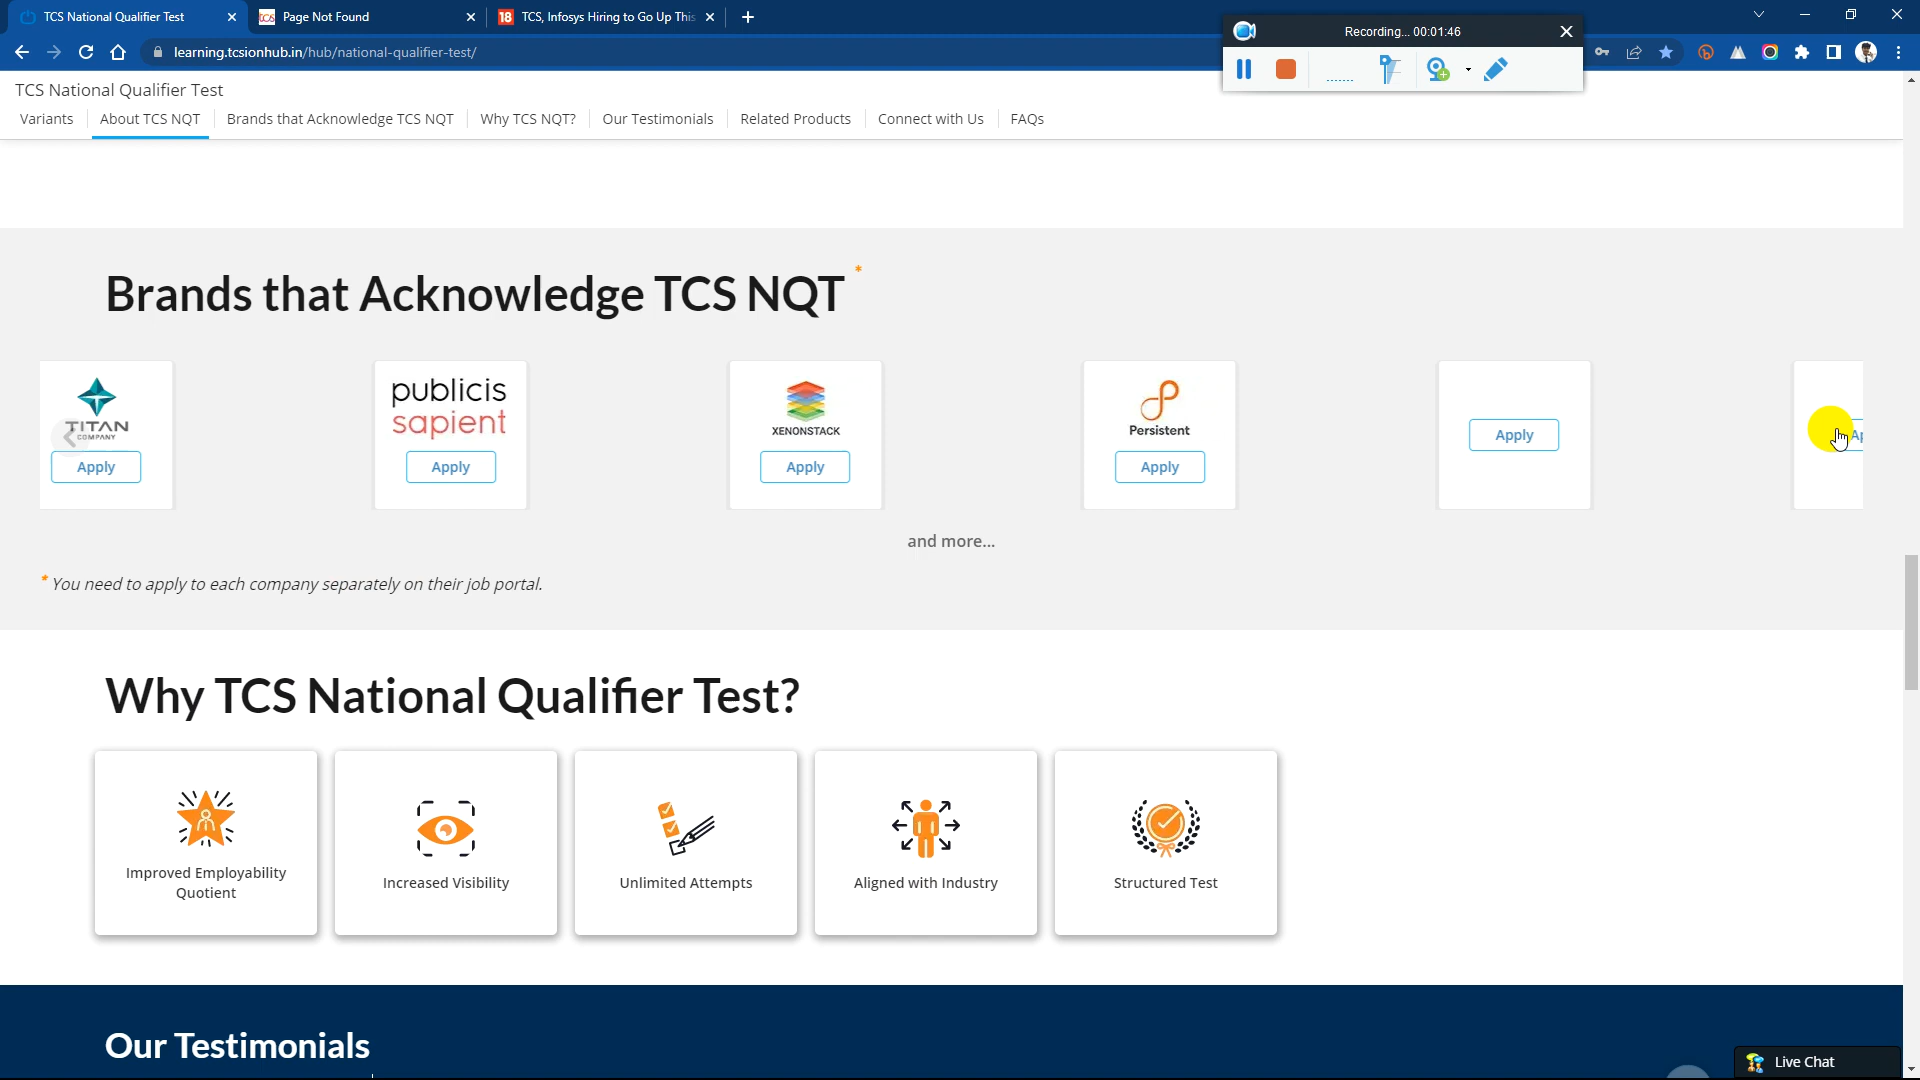 TCS National Qualifier Test
Page Not Found
TCS, Infosys Hiring to Go Up This
learning.tcsionhub.in/hub/national-qualifier-test/
Recording... 00:01:46
TCS National Qualifier Test
Variants
About TCS NQT
Brands that Acknowledge TCS NQT
Why TCS NQT?
Our Testimonials
Related Products
Connect with Us
FAQs
Brands that Acknowledge TCS NQT *
TITAN
COMPANY
Apply
publicis
sapient
Apply
XENONSTACK
Apply
Persistent
Apply
Apply
Ap
and more...
* You need to apply to each company separately on their job portal.
Why TCS National Qualifier Test?
Improved Employability
Quotient
Increased Visibility
Unlimited Attempts
Aligned with Industry
Structured Test
Our Testimonials
Live Chat